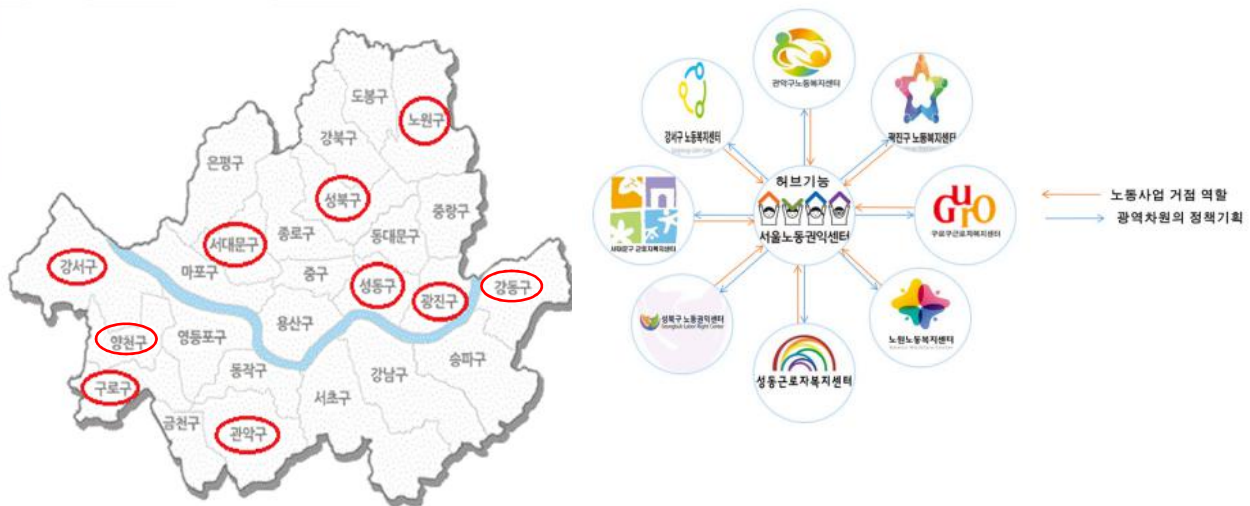 도봉구
노원구
강북구
은평구
성북구
중랑구
서대문구
종로구
동대문구
강서구
마포구
중구
성동구
광진구
강동구
양천구
영등포구
용산구
구로구
동작구
강남구
송파구
서초구
금천구
관악구
관악구노동복지센터
강서구 노동복지센터
광진구 노동복지센터
허브기능
서울노동권익센터
서대문구 근로자복지센터
Guro
구로구근로자복지센터
성북구 노동권익센터
Seongbuk Labor Right Center
노원노동복지센터
성동근로자복지센터
노동사업 거점 역할
광역차원의 정책기획